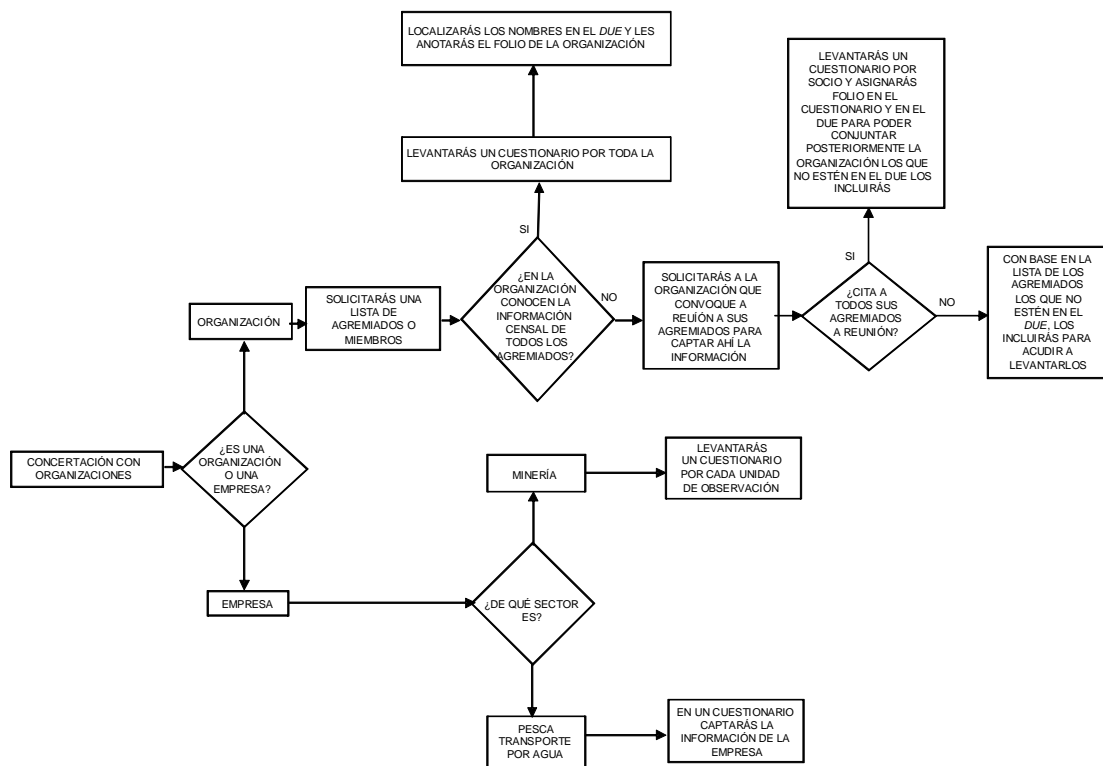 LOCALIZARÁS LOS NOMBRES EN EL DUE Y LES
ANOTARÁS EL FOLIO DE LA ORGANIZACIÓN
LEVANTARÁS UN
CUESTIONARIO POR
SOCIO Y ASIGNARÁS
FOLIO EN EL
CUESTIONARIO Y EN EL
DUE PARA PODER
CONJUNTAR
POSTERIORMENTE LA
ORGANIZACIÓN LOS QUE
NO ESTÉN EN EL DUE LOS
INCLUIRÁS
LEVANTARÁS UN CUESTIONARIO POR TODA LA
ORGANIZACIÓN
SI
SI
ORGANIZACIÓN
SOLICITARÁS UNA
LISTA DE
AGREMIADOS O
MIEMBROS
¿EN LA
ORGANIZACIÓN
CONOCEN LA
INFORMACIÓN
CENSAL DE
TODOS LOS
AGREMIADOS?
NO
SOLICITARÁS A LA
ORGANIZACIÓN QUE
CONVOQUE A
REUÍÓN A SUS
AGREMIADOS PARA
CAPTAR AHÍ LA
INFORMACIÓN
¿CITA A
TODOS SUS
AGREMIADOS
A REUNIÓN?
NO
CON BASE EN LA
LISTA DE LOS
AGREMIADOS
LOS QUE NO
ESTÉN EN EL
DUE, LOS
INCLUIRÁS PARA
ACUDIR A
LEVANTARLOS
CONCERTACIÓN CON
ORGANIZACIONES
¿ES UNA
ORGANIZACIÓN
O UNA
EMPRESA?
MINERÍA
LEVANTARÁS
UN CUESTIONARIO
POR CADA UNIDAD
DE OBSERVACIÓN
EMPRESA
¿DE QUÉ SECTOR
ES?
PESCA
TRANSPORTE
POR AGUA
EN UN CUESTIONARIO
CAPTARÁS LA
INFORMACIÓN DE LA
EMPRESA